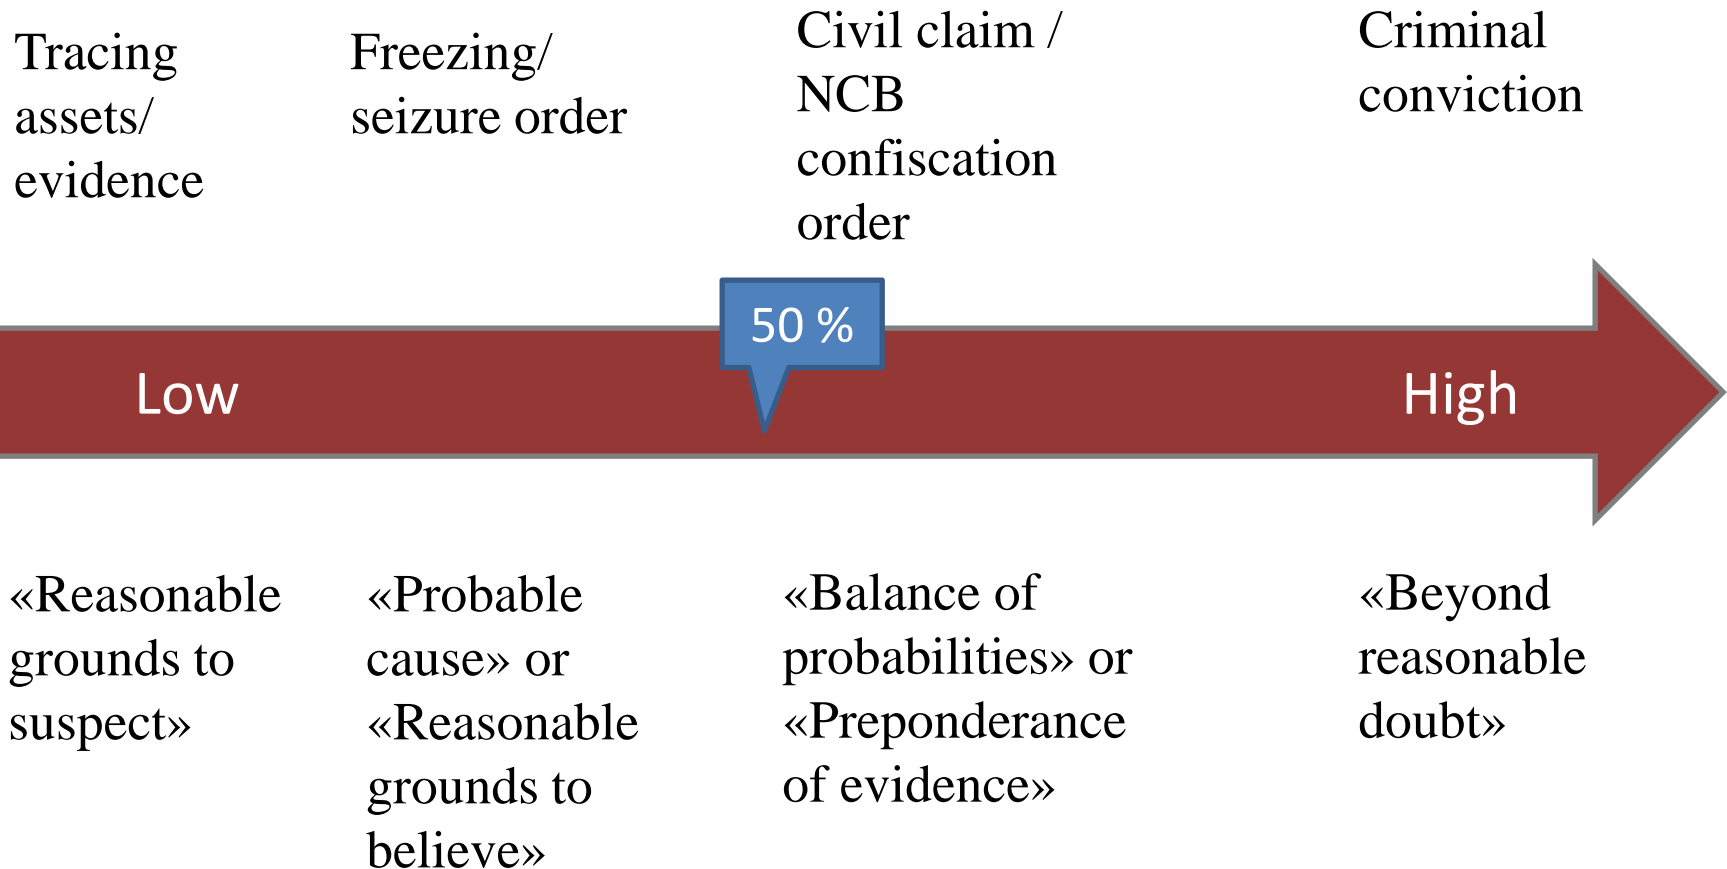 Tracing
assets/
evidence
Freezing/
seizure order
Civil claim /
NCB
confiscation
order
Criminal
conviction
50 %
Low
High
«Reasonable
grounds to
suspect»
«Probable
cause» or
«Reasonable
grounds to
believe»
«Balance of
probabilities» or
«Preponderance
of evidence»
«Beyond
reasonable
doubt»